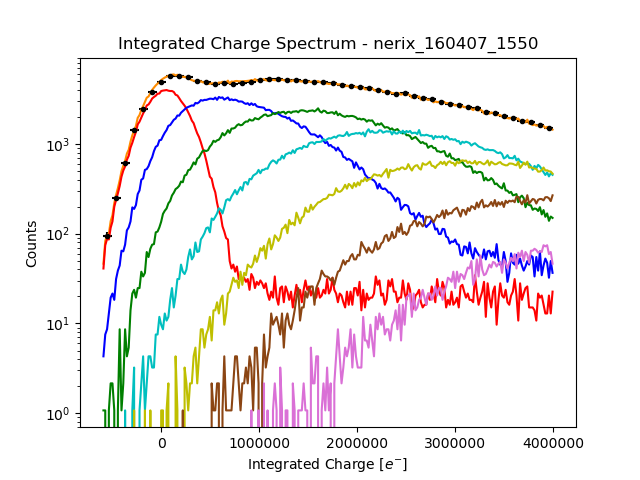 Integrated Charge Spectrum - nerix_160407_1550
Counts
10³
10²
10¹
10⁰
0 1000000 2000000 3000000 4000000
Integrated Charge [e⁻]